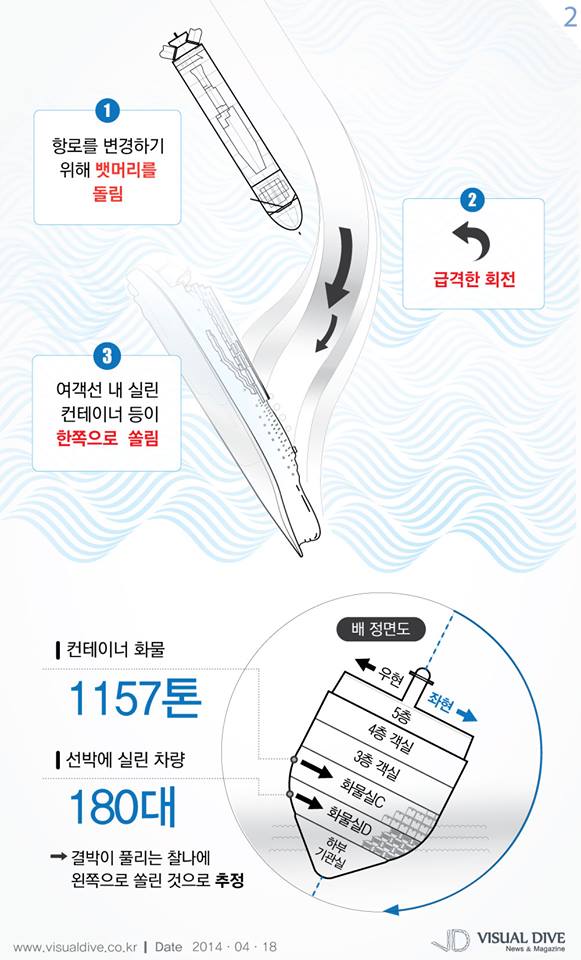 2
1
항로를 변경하기
위해 뱃머리를
돌림
2
급격한 회전
3
여객선 내 실린
컨테이너 등이
한쪽으로 쏠림
배 정면도
컨테이너 화물
1157톤
선박에 실린 차량
180대
➞ 결박이 풀리는 찰나에
왼쪽으로 쏠린 것으로 추정
우현
좌현
5층
4층 객실
3층 객실
화물실C
화물실D
하부
기관실
www.visualdive.co.kr | Date 2014 · 04 · 18
VISUAL DIVE
News & Magazine